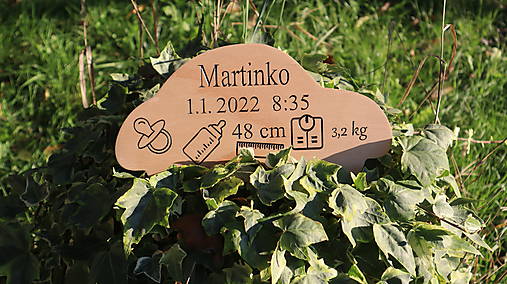 Martinko
1.1. 2022 8:35
48 cm 3,2 kg